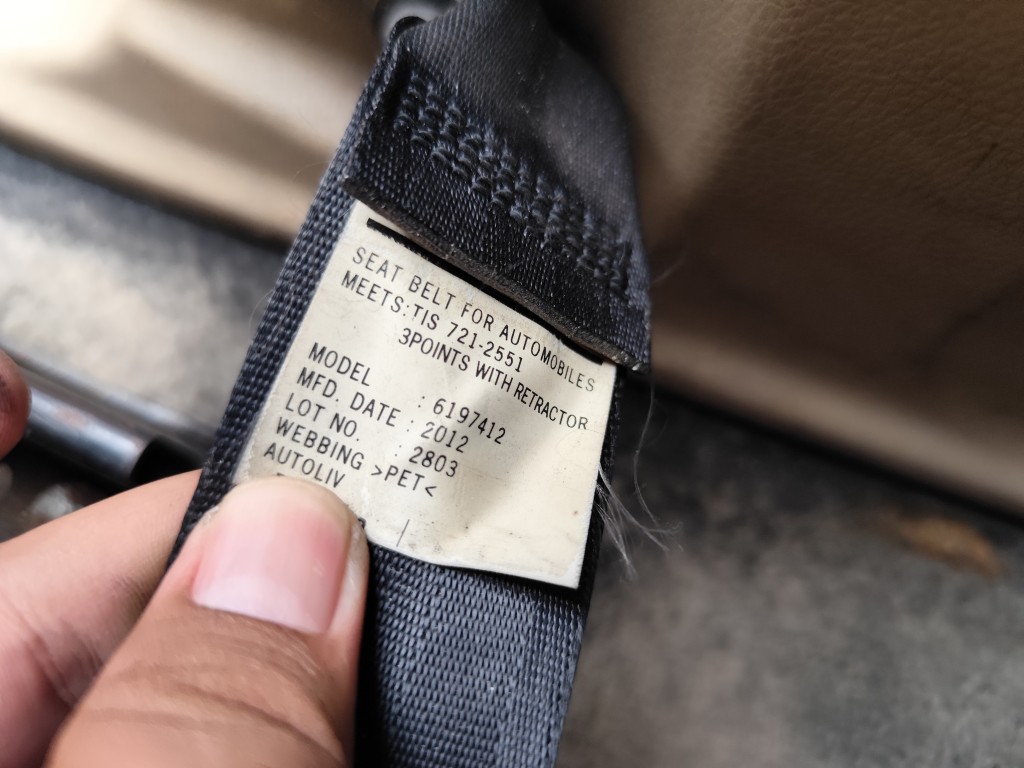 SEAT BELT FOR AUTOMOBILES
MEETS:TIS 721-2551
3POINTS WITH RETRACTOR
MODEL : 6197412
MFD. DATE : 2012
LOT NO. : 2803
WEBBING >PET<
AUTOLIV